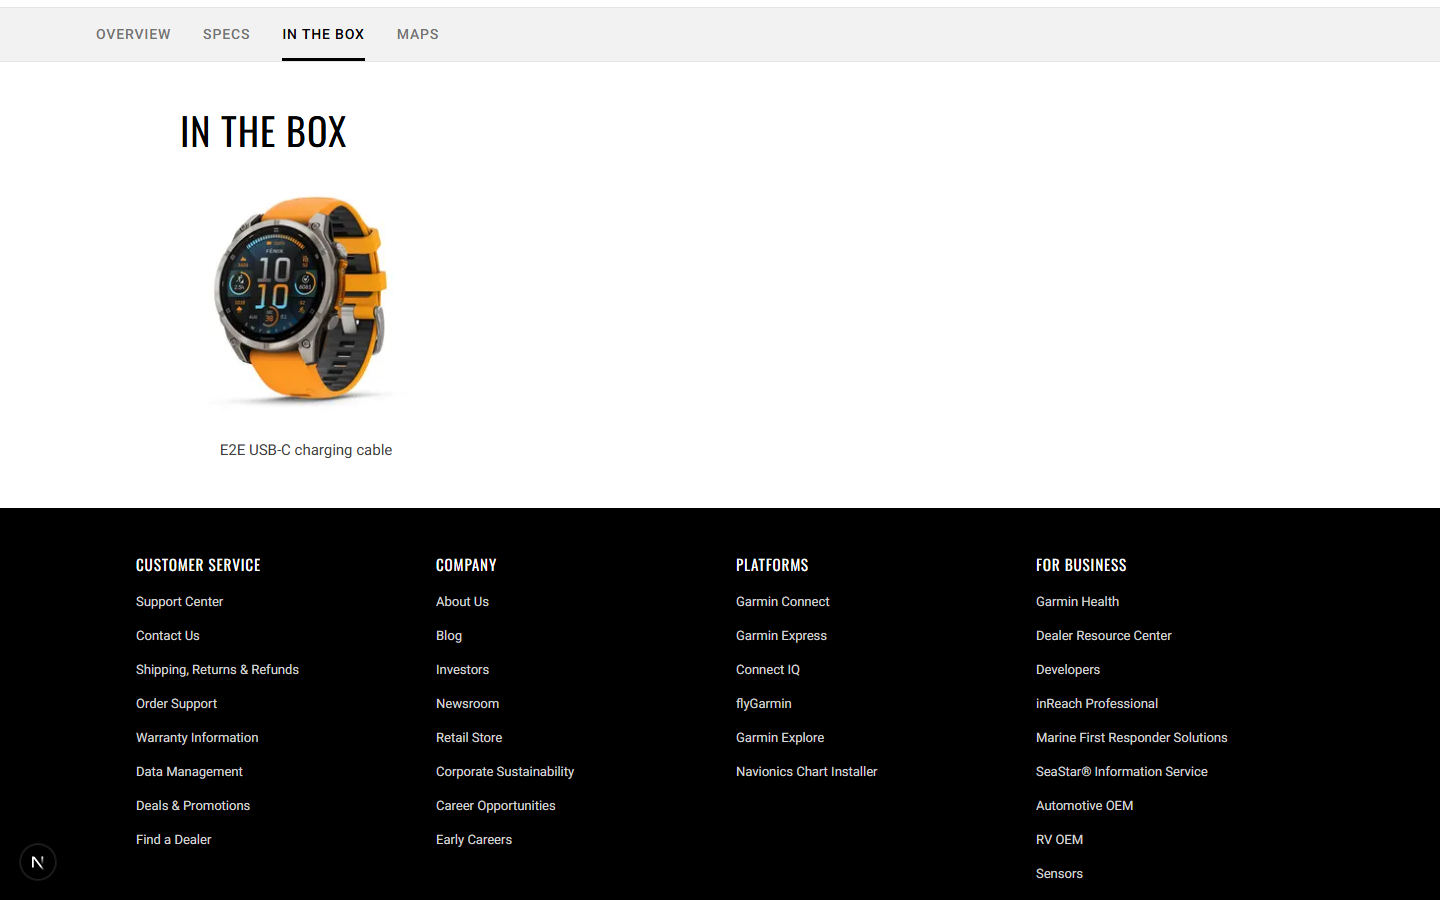 OVERVIEW
SPECS
IN THE BOX
MAPS
IN THE BOX
FĒNIX
10
10
E2E USB-C charging cable
CUSTOMER SERVICE
Support Center
Contact Us
Shipping, Returns & Refunds
Order Support
Warranty Information
Data Management
Deals & Promotions
Find a Dealer
COMPANY
About Us
Blog
Investors
Newsroom
Retail Store
Corporate Sustainability
Career Opportunities
Early Careers
PLATFORMS
Garmin Connect
Garmin Express
Connect IQ
flyGarmin
Garmin Explore
Navionics Chart Installer
FOR BUSINESS
Garmin Health
Dealer Resource Center
Developers
inReach Professional
Marine First Responder Solutions
SeaStar® Information Service
Automotive OEM
RV OEM
Sensors
N